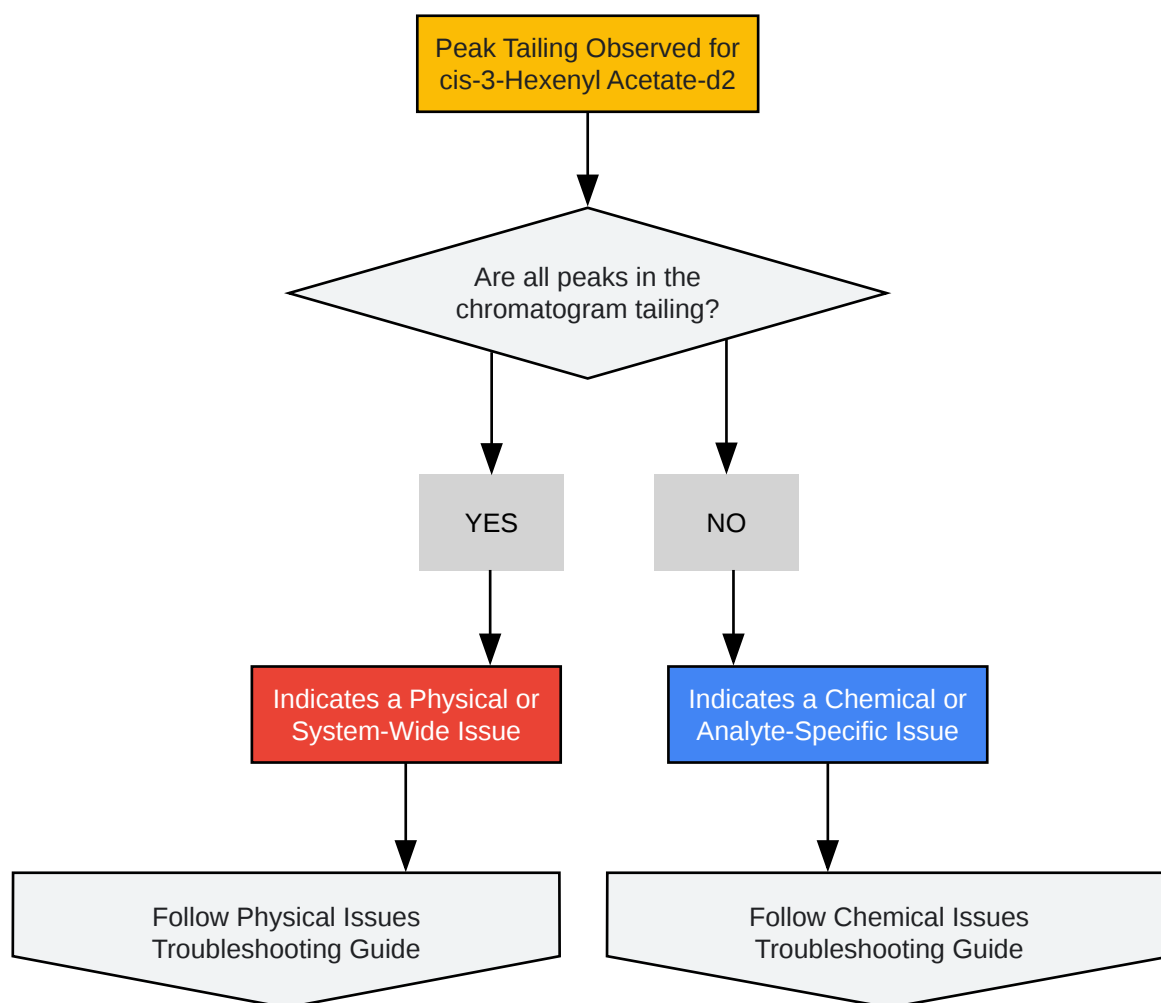 Peak Tailing Observed for
cis-3-Hexenyl Acetate-d2
Are all peaks in the
chromatogram tailing?
YES
NO
Indicates a Physical or
System-Wide Issue
Indicates a Chemical or
Analyte-Specific Issue
Follow Physical Issues
Troubleshooting Guide
Follow Chemical Issues
Troubleshooting Guide